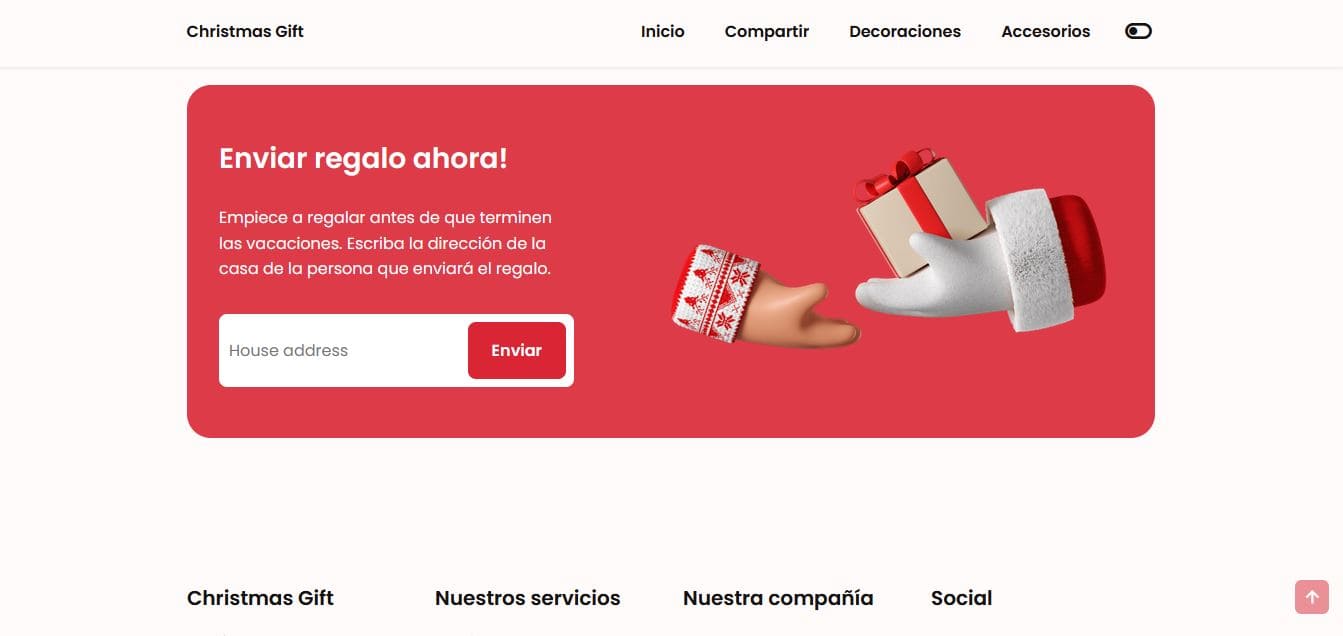 Christmas Gift
Inicio
Compartir
Decoraciones
Accesorios
Enviar regalo ahora!
Empiece a regalar antes de que terminen
las vacaciones. Escriba la dirección de la
casa de la persona que enviará el regalo.
House address
Enviar
Christmas Gift
Nuestros servicios
Nuestra compañía
Social